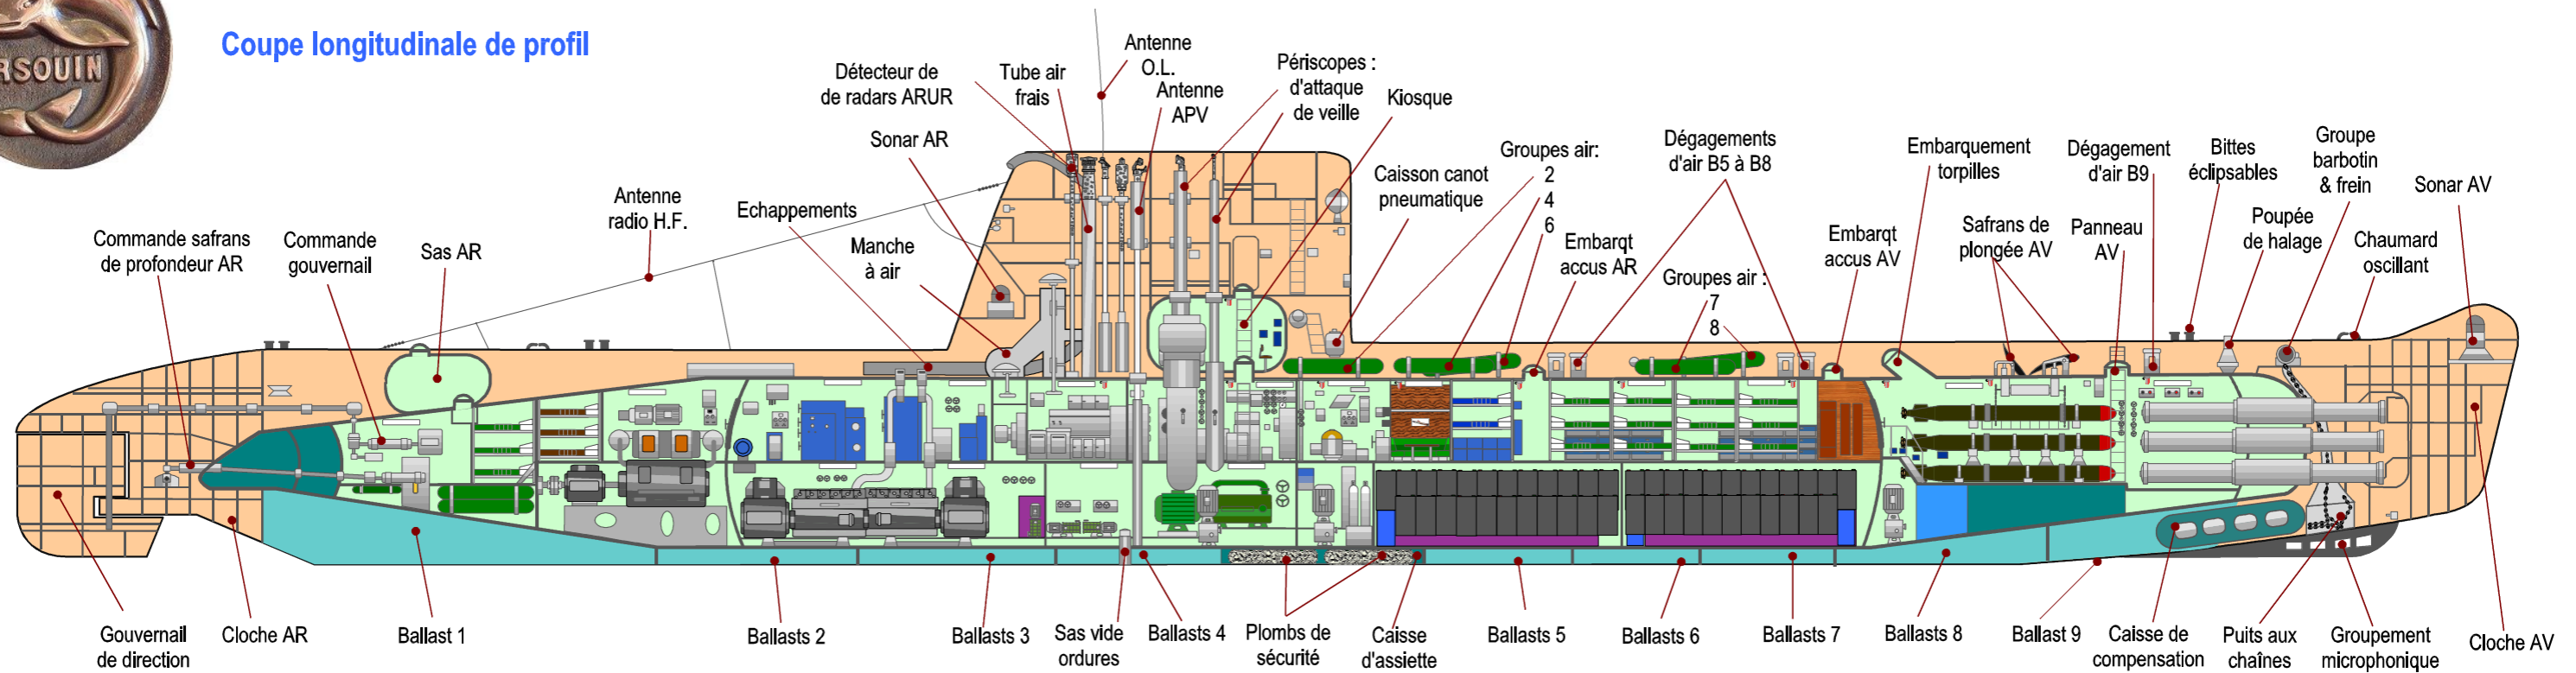 RSOUIN
Coupe longitudinale de profil
Commande safrans
de profondeur AR
Commande
gouvernail
Sas AR
Antenne
radio H.F.
Echappements
Détecteur de
de radars ARUR
Sonar AR
Manche
à air
Tube air
frais
Antenne
O.L.
Antenne
APV
Périscopes :
d'attaque
de veille
Kiosque
Caisson canot
pneumatique
Groupes air:
2
4
6
Embarqt
accus AR
Dégagements
d'air B5 à B8
Groupes air :
7
8
Embarqt
accus AV
Embarquement
torpilles
Safrans de
plongée AV
Panneau
AV
Dégagement
d'air B9
Bittes
éclipsables
Poupée
de halage
Groupe
barbotin
& frein
Chaumard
oscillant
Sonar AV
Gouvernail
de direction
Cloche AR
Ballast 1
Ballasts 2
Ballasts 3
Sas vide
ordures
Ballasts 4
Plombs de
sécurité
Caisse
d'assiette
Ballasts 5
Ballasts 6
Ballasts 7
Ballasts 8
Ballast 9
Caisse de
compensation
Puits aux
chaînes
Groupement
microphonique
Cloche AV